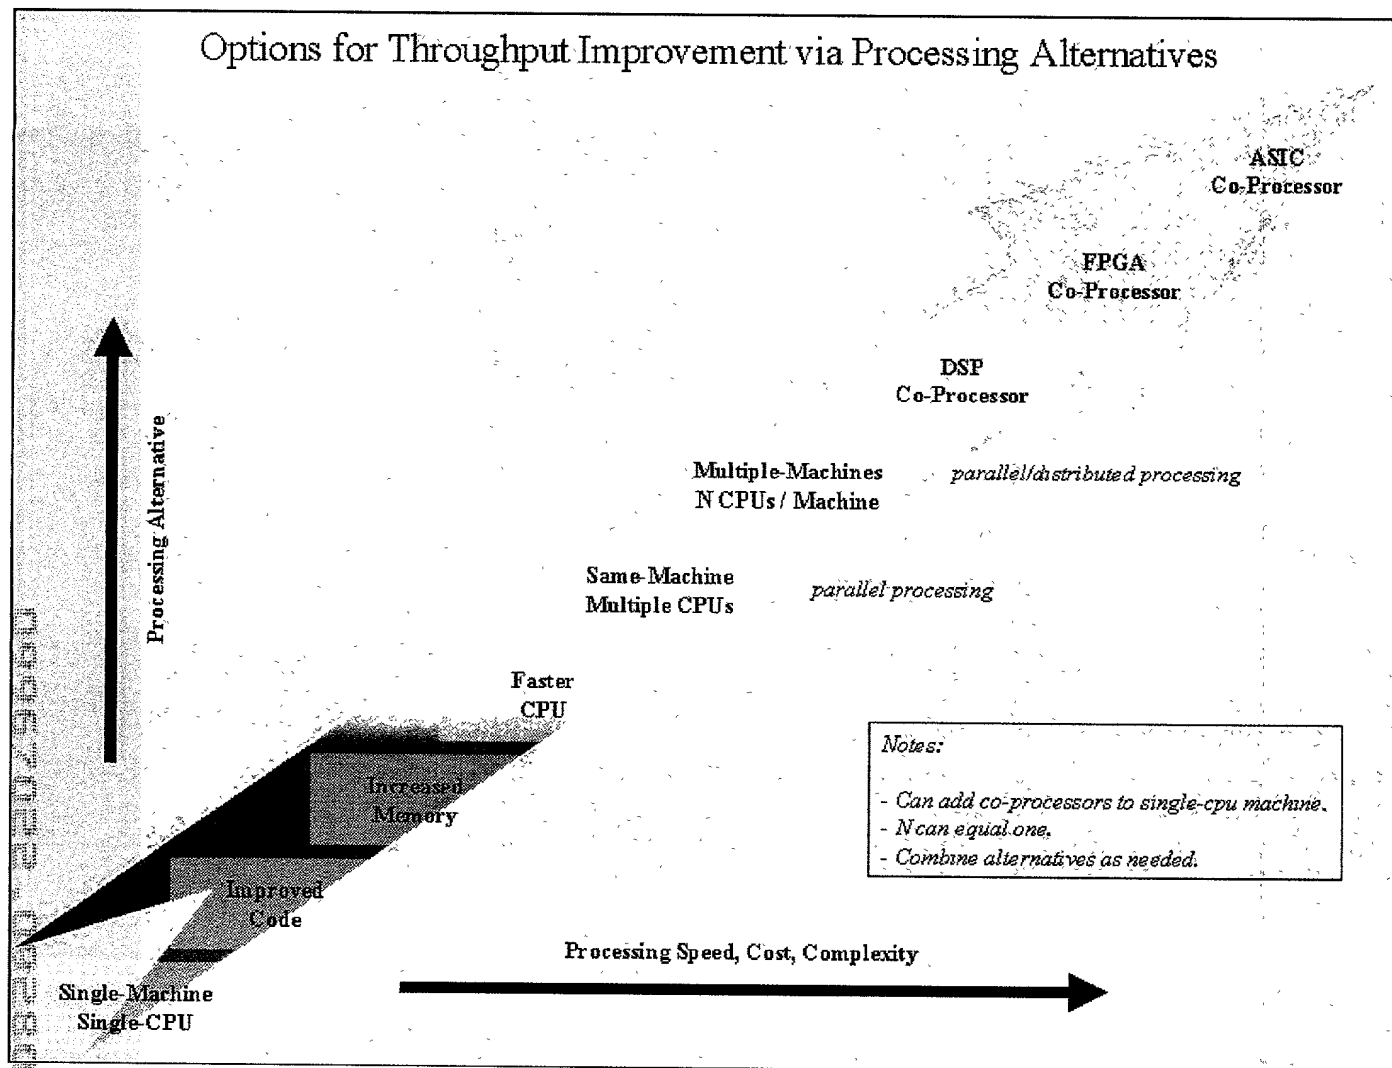 Options for Throughput Improvement via Processing Alternatives
ASIC
Co-Processor
FPGA
Co-Processor
DSP
Co-Processor
Multiple-Machines
N CPUs / Machine
parallel/distributed processing
Same-Machine
Multiple CPUs
parallel processing
Faster
CPU
Increased
Memory
Improved
Code
Single-Machine
Single-CPU
Processing Alternative
Processing Speed, Cost, Complexity
Notes:
- Can add co-processors to single-cpu machine.
- N can equal one.
- Combine alternatives as needed.